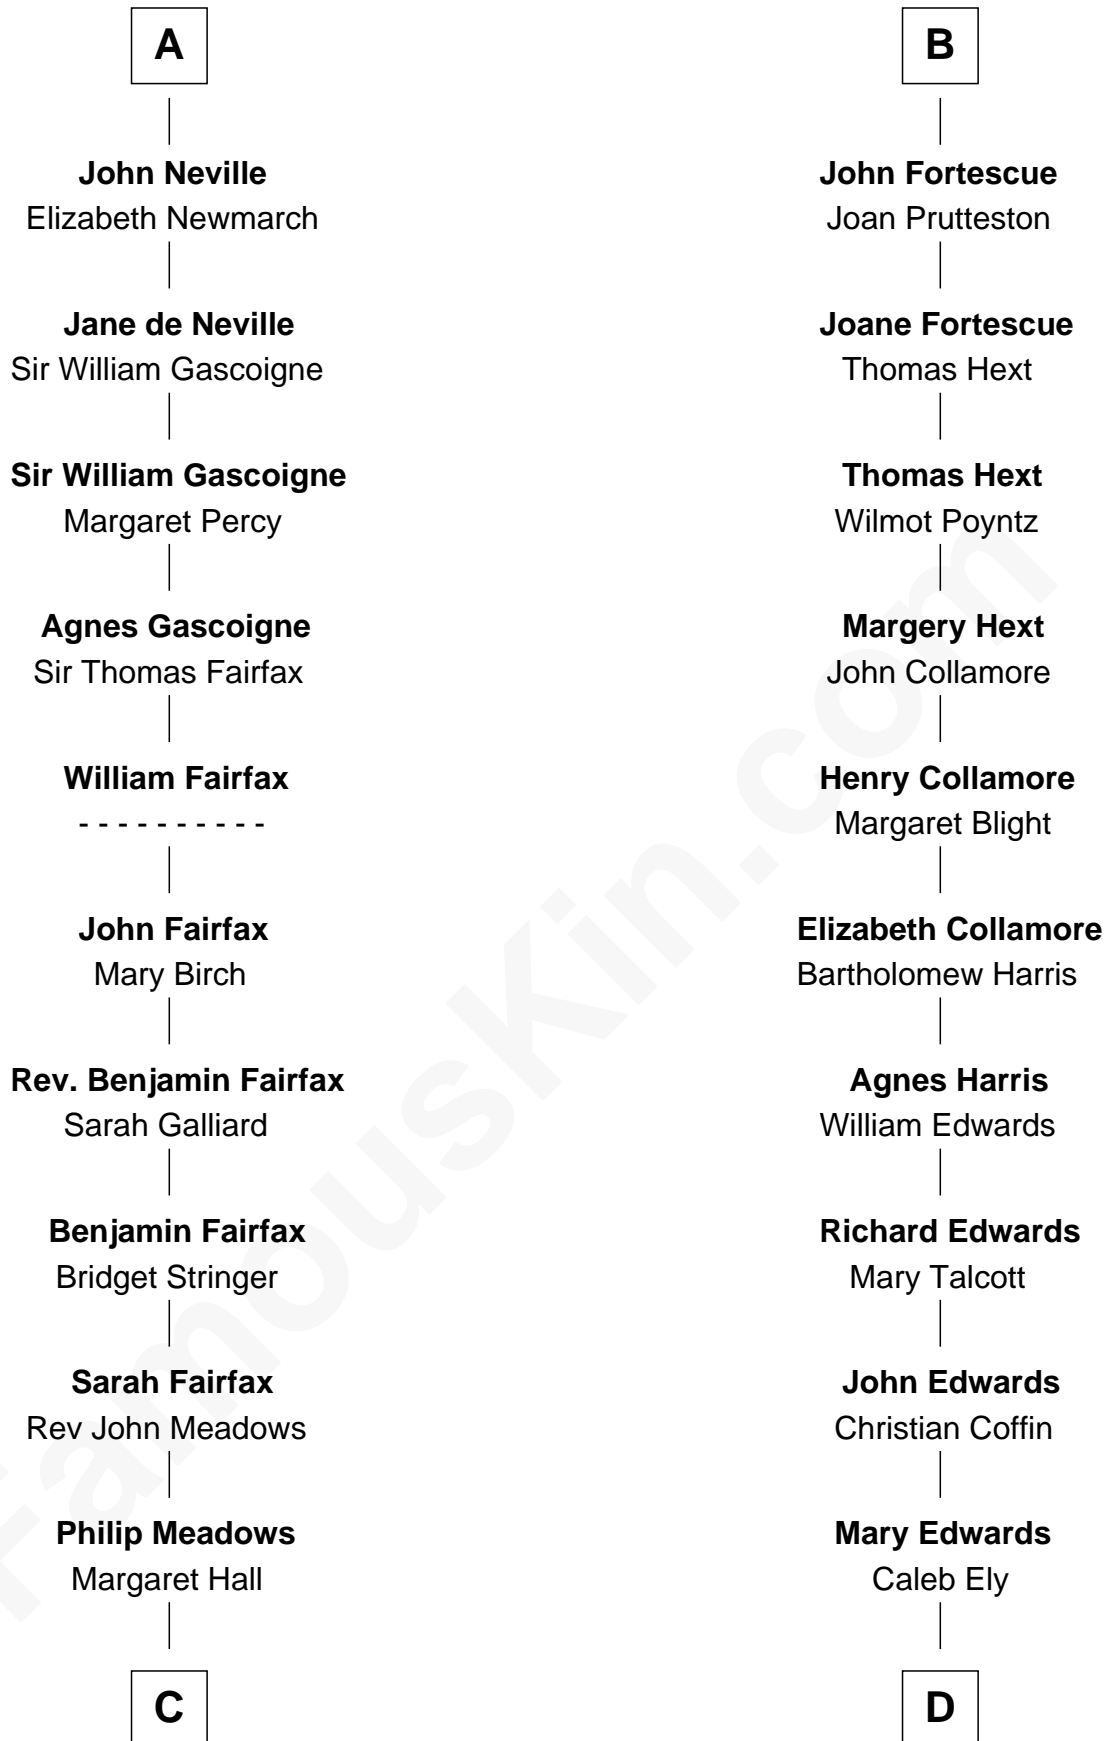 A
John Neville
Elizabeth Newmarch
Jane de Neville
Sir William Gascoigne
Sir William Gascoigne
Margaret Percy
Agnes Gascoigne
Sir Thomas Fairfax
William Fairfax
- - - - - - - - - -
John Fairfax
Mary Birch
Rev. Benjamin Fairfax
Sarah Galliard
Benjamin Fairfax
Bridget Stringer
Sarah Fairfax
Rev John Meadows
Philip Meadows
Margaret Hall
C
B
John Fortescue
Joan Prutteston
Joane Fortescue
Thomas Hext
Thomas Hext
Wilmot Poyntz
Margery Hext
John Collamore
Henry Collamore
Margaret Blight
Elizabeth Collamore
Bartholomew Harris
Agnes Harris
William Edwards
Richard Edwards
Mary Talcott
John Edwards
Christian Coffin
Mary Edwards
Caleb Ely
D
FamousKin.com